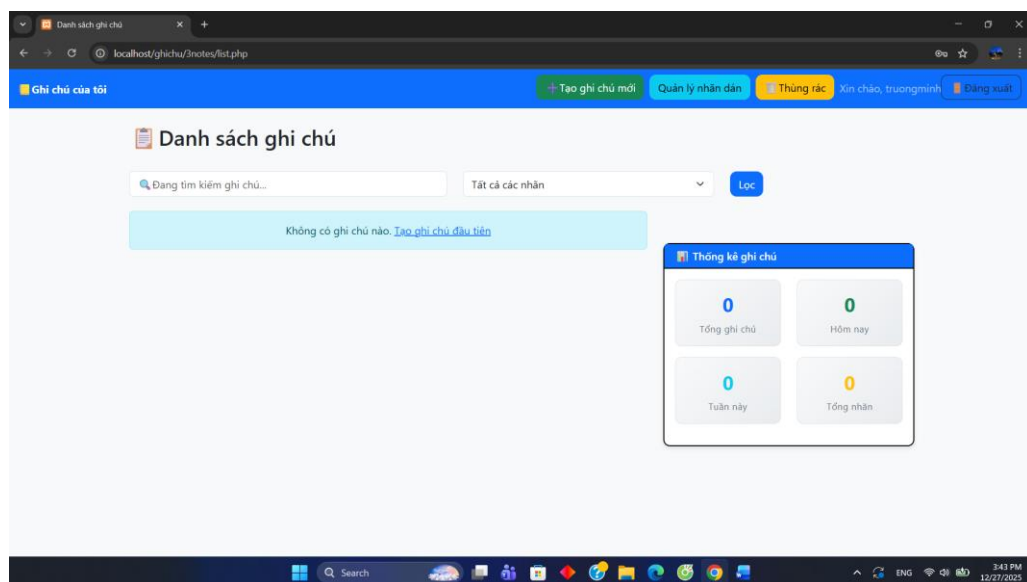 Danh sách ghi chú
localhost/ghichu/3notes/list.php
Ghi chú của tôi
Tạo ghi chú mới
Quản lý nhãn dán
Thùng rác
Xin chào, truongminh
Đăng xuất
Danh sách ghi chú
Đang tìm kiếm ghi chú...
Tất cả các nhãn
Lọc
Không có ghi chú nào. Tạo ghi chú đầu tiên
Thống kê ghi chú
0
0
Tổng ghi chú
Hôm nay
0
0
Tuần này
Tổng nhãn
Search
ENG
3:43 PM
12/27/2025